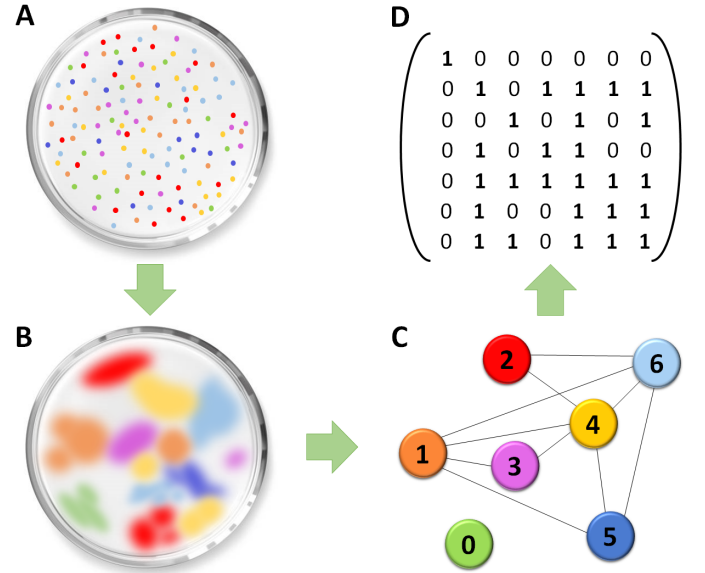 A
B
C
2
6
4
1
3
5
0
D
1 0 0 0 0 0 0
0 1 0 1 1 1 1
0 0 1 0 1 0 1
0 1 0 1 1 0 0
0 1 1 1 1 1 1
0 1 0 0 1 1 1
0 1 1 0 1 1 1